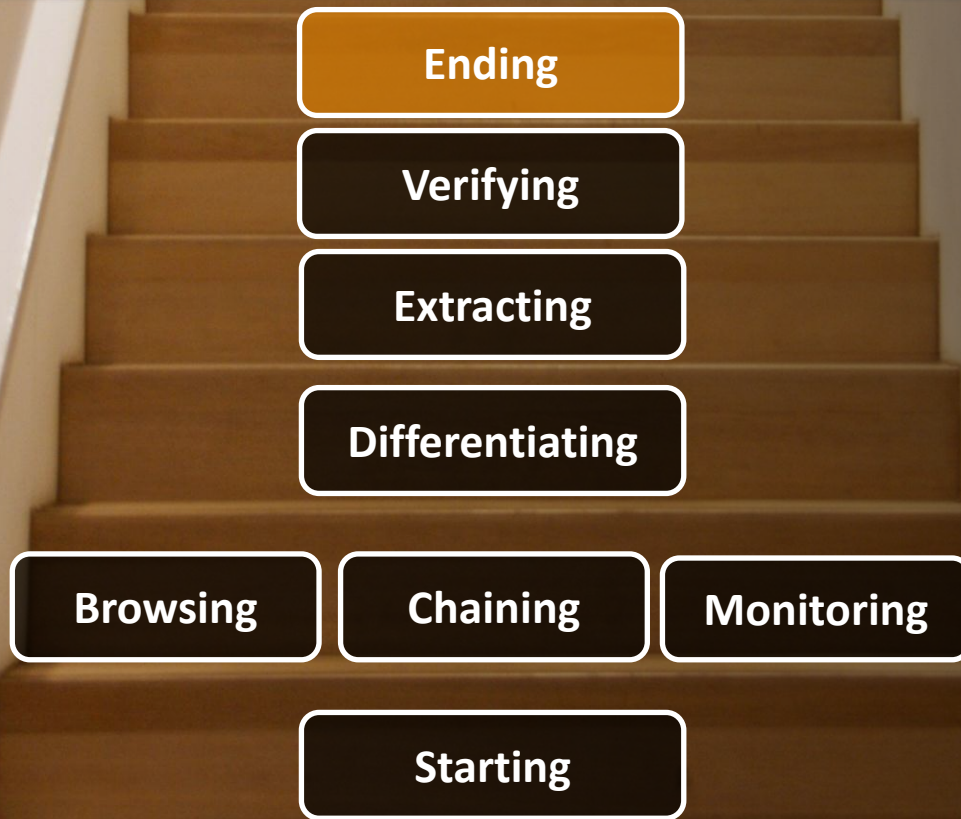 Ending
Verifying
Extracting
Differentiating
Browsing
Chaining
Monitoring
Starting